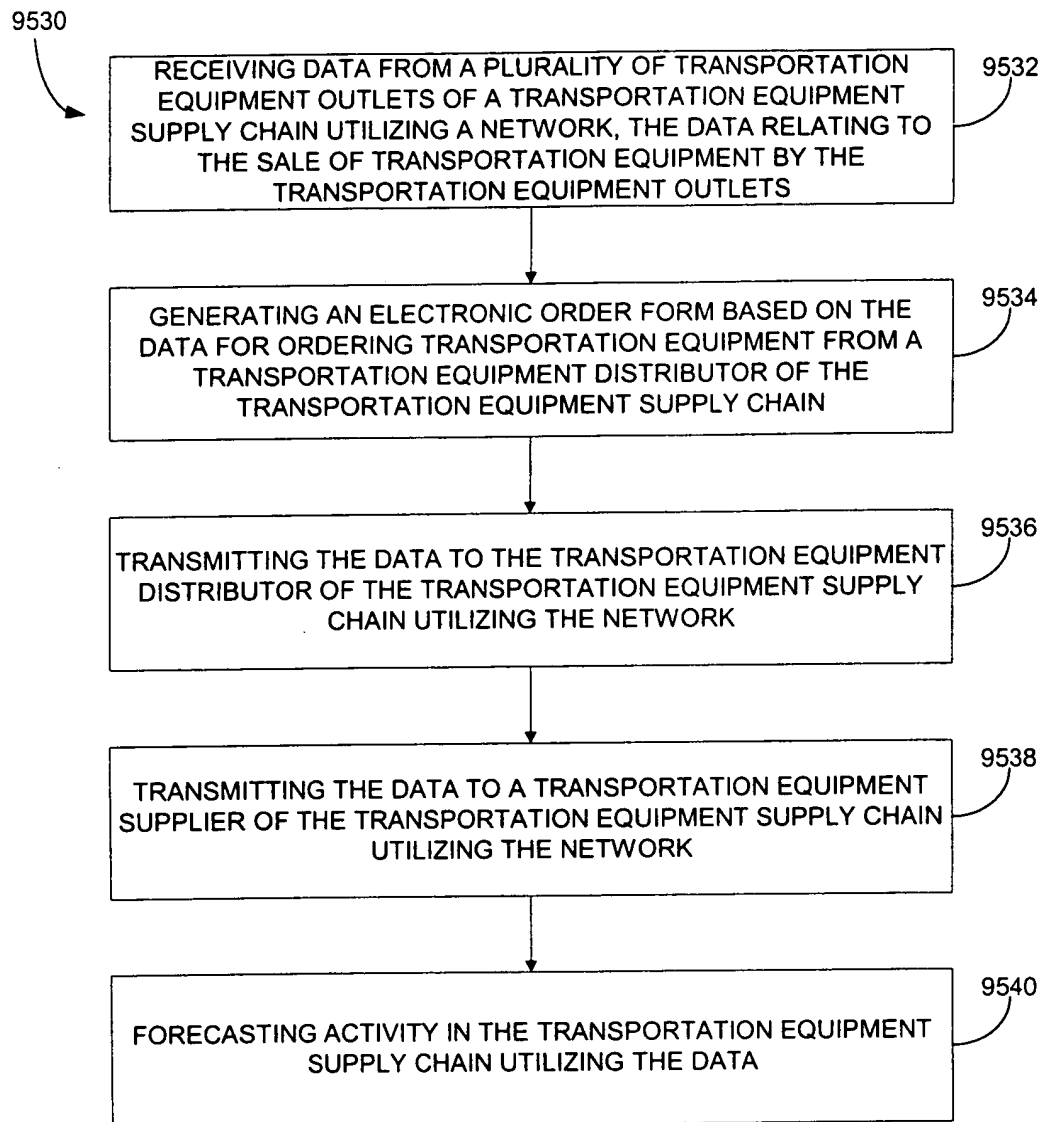 9530
RECEIVING DATA FROM A PLURALITY OF TRANSPORTATION
EQUIPMENT OUTLETS OF A TRANSPORTATION EQUIPMENT
SUPPLY CHAIN UTILIZING A NETWORK, THE DATA RELATING TO
THE SALE OF TRANSPORTATION EQUIPMENT BY THE
TRANSPORTATION EQUIPMENT OUTLETS
9532
GENERATING AN ELECTRONIC ORDER FORM BASED ON THE
DATA FOR ORDERING TRANSPORTATION EQUIPMENT FROM A
TRANSPORTATION EQUIPMENT DISTRIBUTOR OF THE
TRANSPORTATION EQUIPMENT SUPPLY CHAIN
9534
TRANSMITTING THE DATA TO THE TRANSPORTATION EQUIPMENT
DISTRIBUTOR OF THE TRANSPORTATION EQUIPMENT SUPPLY
CHAIN UTILIZING THE NETWORK
9536
TRANSMITTING THE DATA TO A TRANSPORTATION EQUIPMENT
SUPPLIER OF THE TRANSPORTATION EQUIPMENT SUPPLY CHAIN
UTILIZING THE NETWORK
9538
FORECASTING ACTIVITY IN THE TRANSPORTATION EQUIPMENT
SUPPLY CHAIN UTILIZING THE DATA
9540